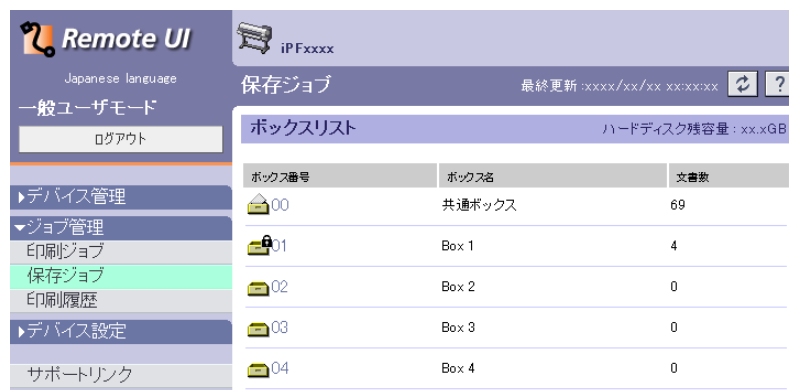 Remote UI
Japanese language
一般ユーザモード
ログアウト
▶デバイス管理
▼ジョブ管理
印刷ジョブ
保存ジョブ
印刷履歴
▶デバイス設定
サポートリンク
iPFxxxx
保存ジョブ 最終更新 :xxxx/xx/xx xx:xx:xx ?
ボックスリスト ハードディスク残容量 : xx.xGB
ボックス番号 ボックス名 文書数
00 共通ボックス 69
01 Box 1 4
02 Box 2 0
03 Box 3 0
04 Box 4 0